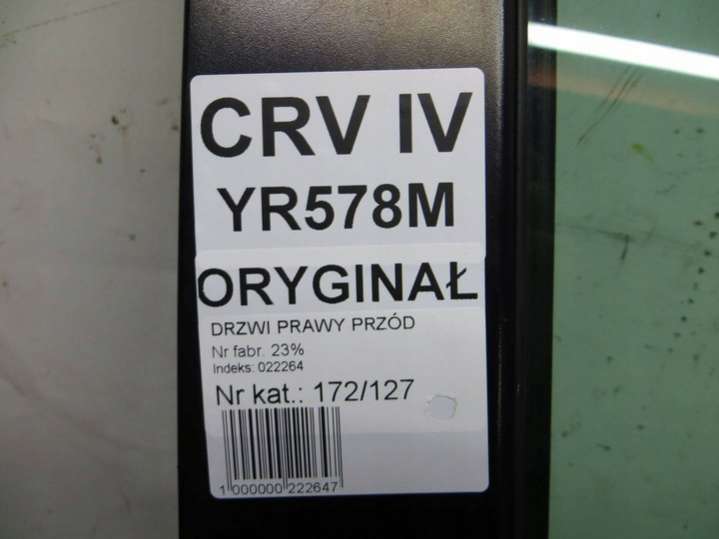 CRV IV
YR578M
ORYGINAŁ
DRZWI PRAWY PRZÓD
Nr fabr. 23%
Indeks: 022264
Nr kat.: 172/127
1 000000 222647